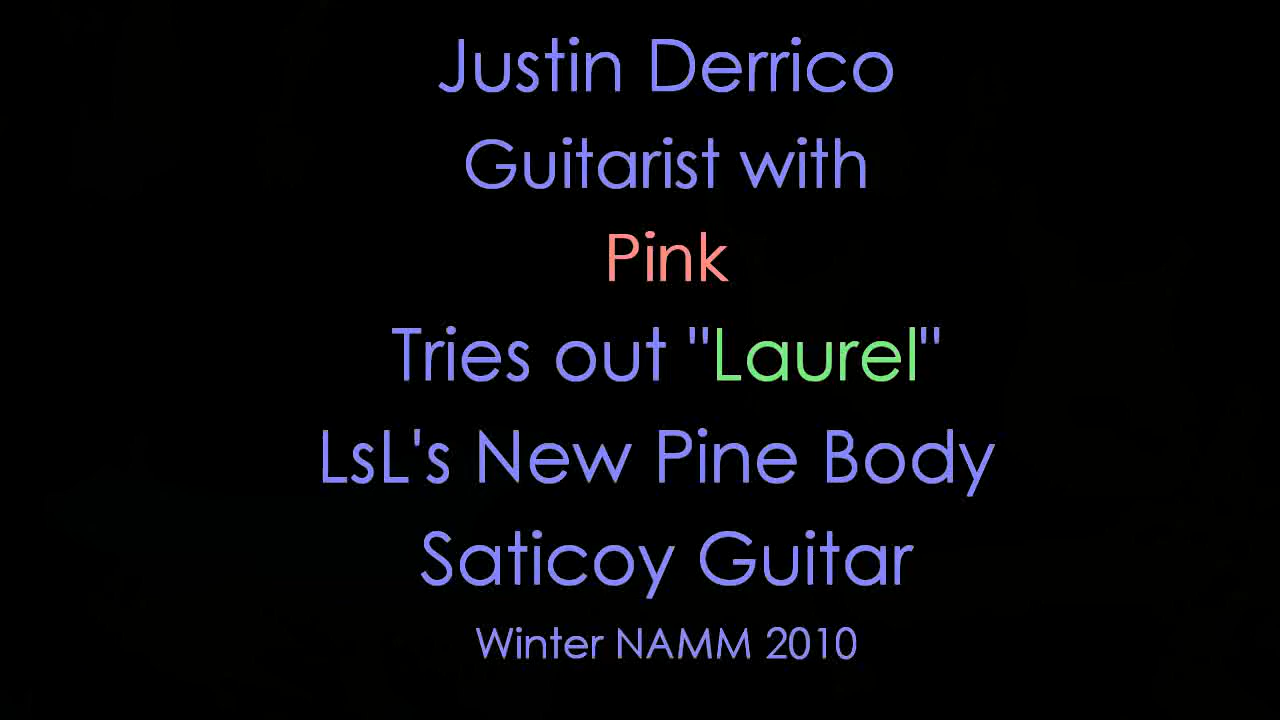 Justin Derrico
Guitarist with
Pink
Tries out "Laurel"
LsL's New Pine Body
Saticoy Guitar
Winter NAMM 2010